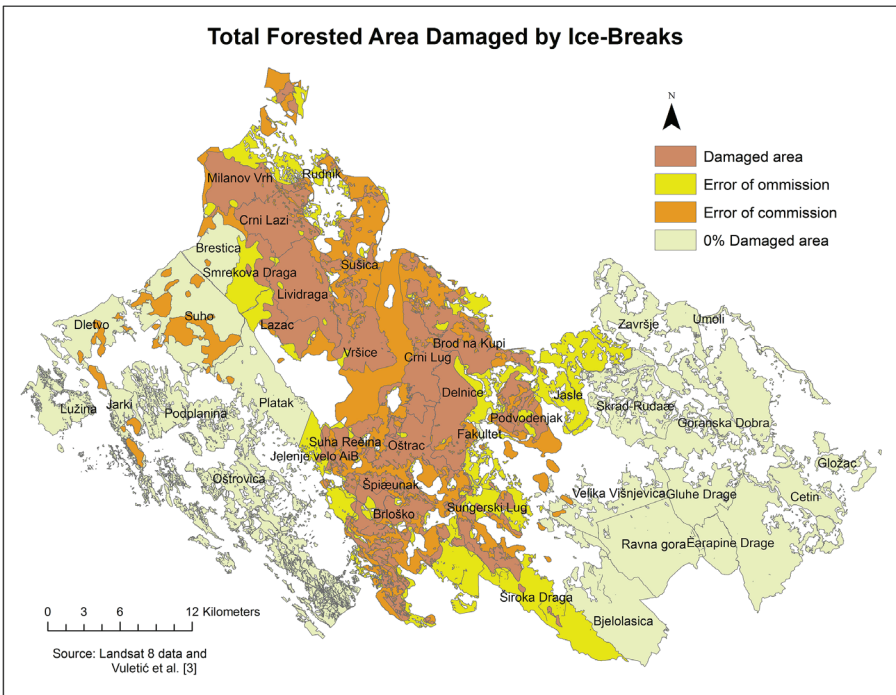 Total Forested Area Damaged by Ice-Breaks
N
Damaged area
Error of ommission
Error of commission
0% Damaged area
Rudnik
Milanov Vrh
Crni Lazi
Brestica
Sušica
Smrekova Draga
Lividraga
Suho
Umoli
Dletvo
Lazac
Završje
Brod na Kupi
Vršice
Crni Lug
Delnice
Jasle
Lužina
Jarki
Podplanina
Platak
Skrad-Rudaæ
Podvodenjak
Goranska Dobra
Fakultet
Suha Reèina
Oštrac
Jelenje velo AiB
Gložac
Oštrovica
Špiæunak
Velika Višnjevica
Gluhe Drage
Cetin
Brloško
Sungerski Lug
Ravna gora
Earapine Drage
Široka Draga
Bjelolasica
0 3 6 12 Kilometers
Source: Landsat 8 data and
Vuletić et al. [3]